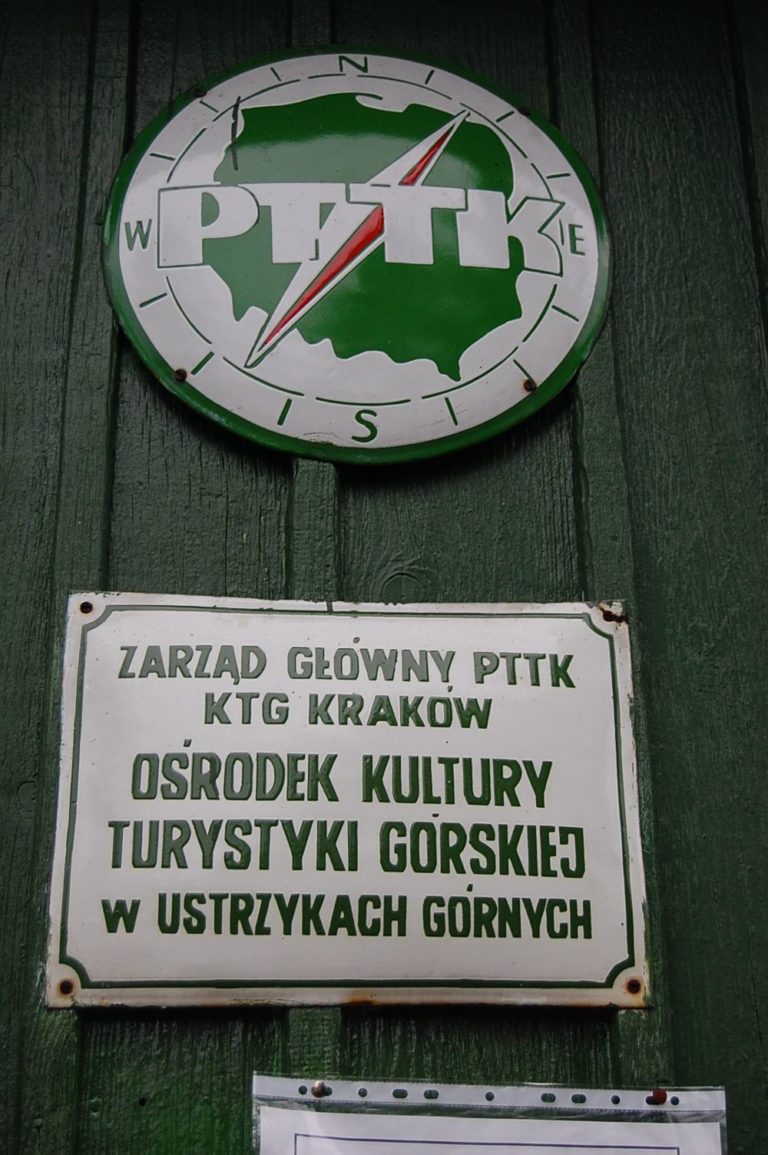 N
W PTTK E
S
ZARZĄD GŁÓWNY PTTK
KTG KRAKÓW
OŚRODEK KULTURY
TURYSTYKI GÓRSKIEJ
W USTRZYKACH GÓRNYCH